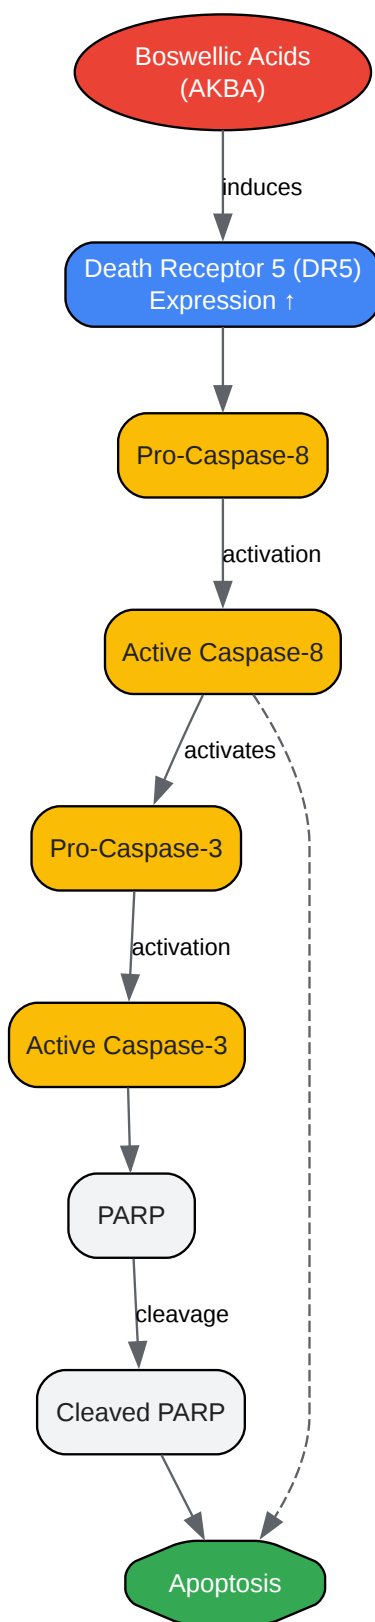 Boswellic Acids
(AKBA)
induces
Death Receptor 5 (DR5)
Expression ↑
Pro-Caspase-8
activation
Active Caspase-8
activates
Pro-Caspase-3
activation
Active Caspase-3
PARP
cleavage
Cleaved PARP
Apoptosis